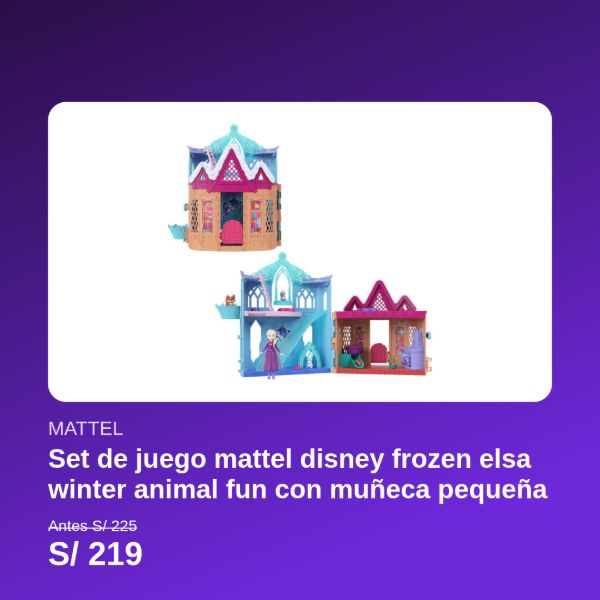 MATTEL
Set de juego mattel disney frozen elsa
winter animal fun con muñeca pequeña
Antes S/ 225
S/ 219